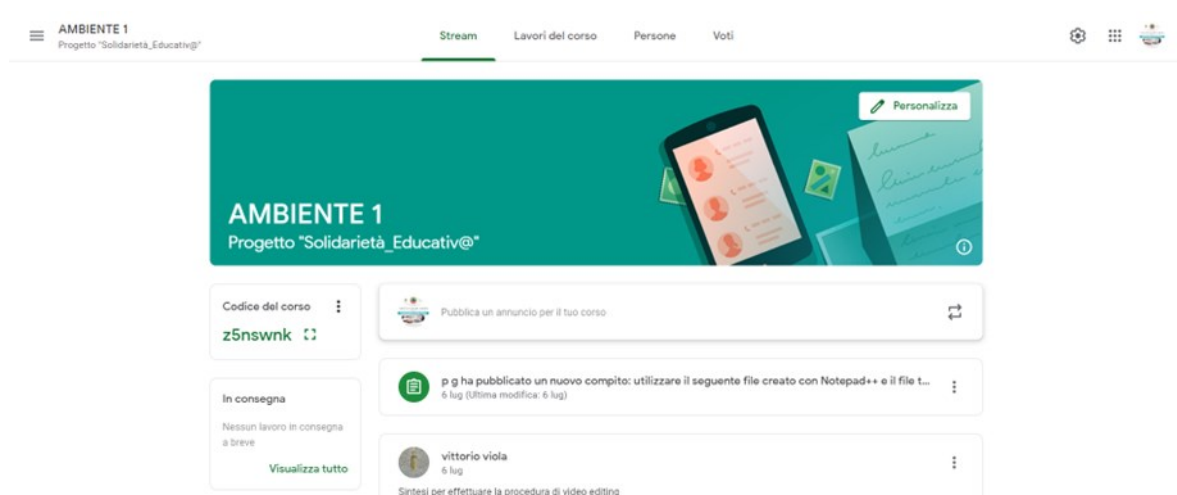 AMBIENTE 1
Progetto "Solidarietà_Educativ@"
Stream
Lavori del corso
Persone
Voti
Personalizza
AMBIENTE 1
Progetto "Solidarietà_Educativ@"
Codice del corso
z5nswnk
Pubblica un annuncio per il tuo corso
p g ha pubblicato un nuovo compito: utilizzare il seguente file creato con Notepad++ e il file t...
6 lug (Ultima modifica: 6 lug)
In consegna
Nessun lavoro in consegna
a breve
Visualizza tutto
vittorio viola
6 lug
Sintesi per effettuare la procedura di video editing